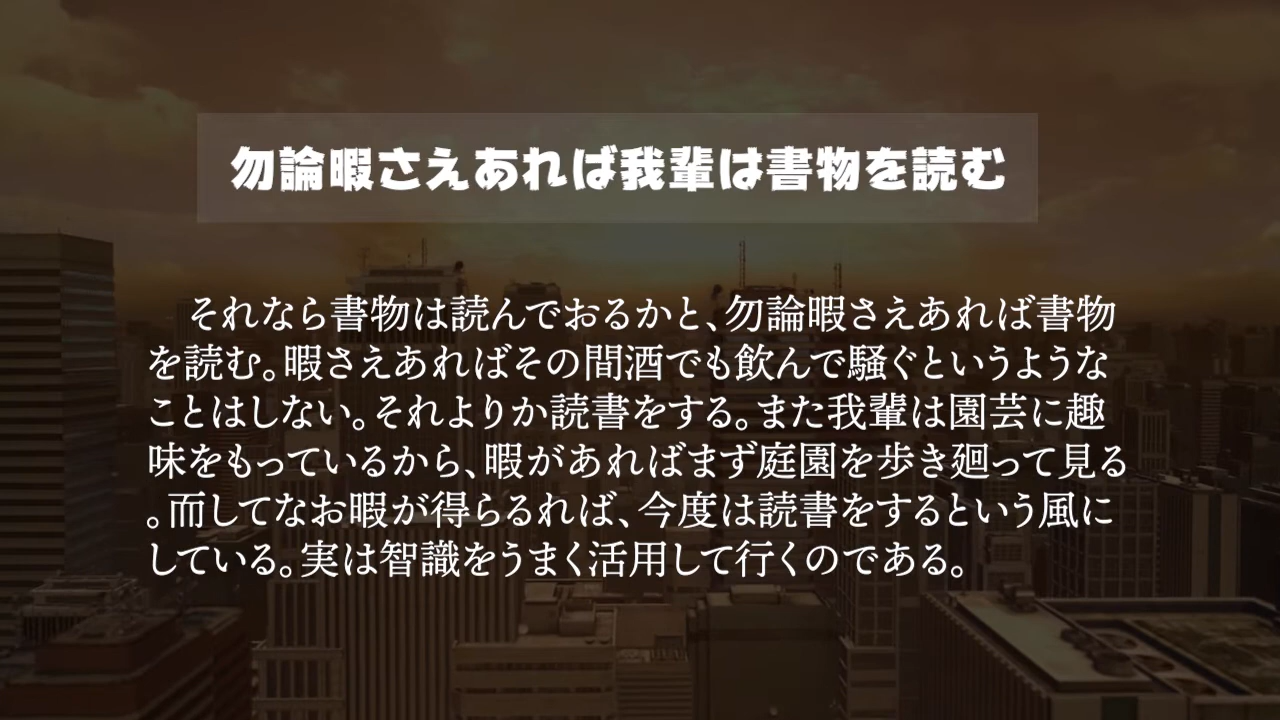 勿論暇さえあれば我輩は書物を読む
それなら書物は読んでおるかと、勿論暇さえあれば書物
を読む。暇さえあればその間酒でも飲んで騒ぐというような
ことはしない。それよりか読書をする。また我輩は園芸に趣
味をもっているから、暇があればまず庭園を歩き廻って見る
。而してなお暇が得らるれば、今度は読書をするという風に
している。実は智識をうまく活用して行くのである。